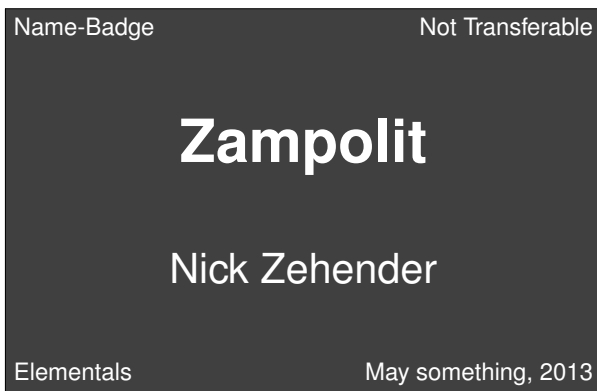 Name-Badge Not Transferable
Zampolit
Nick Zehender
Elementals May something, 2013